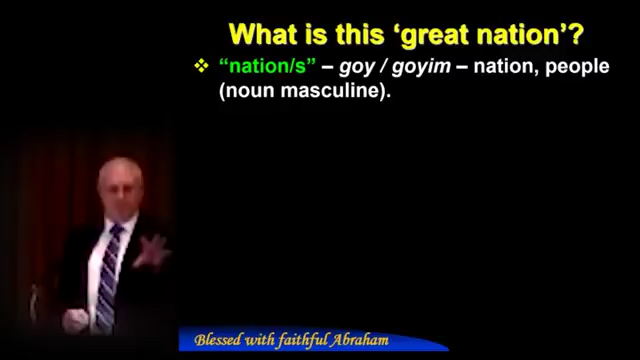 What is this ‘great nation’?
❖ “nation/s” – goy / goyim – nation, people
(noun masculine).
Blessed with faithful Abraham